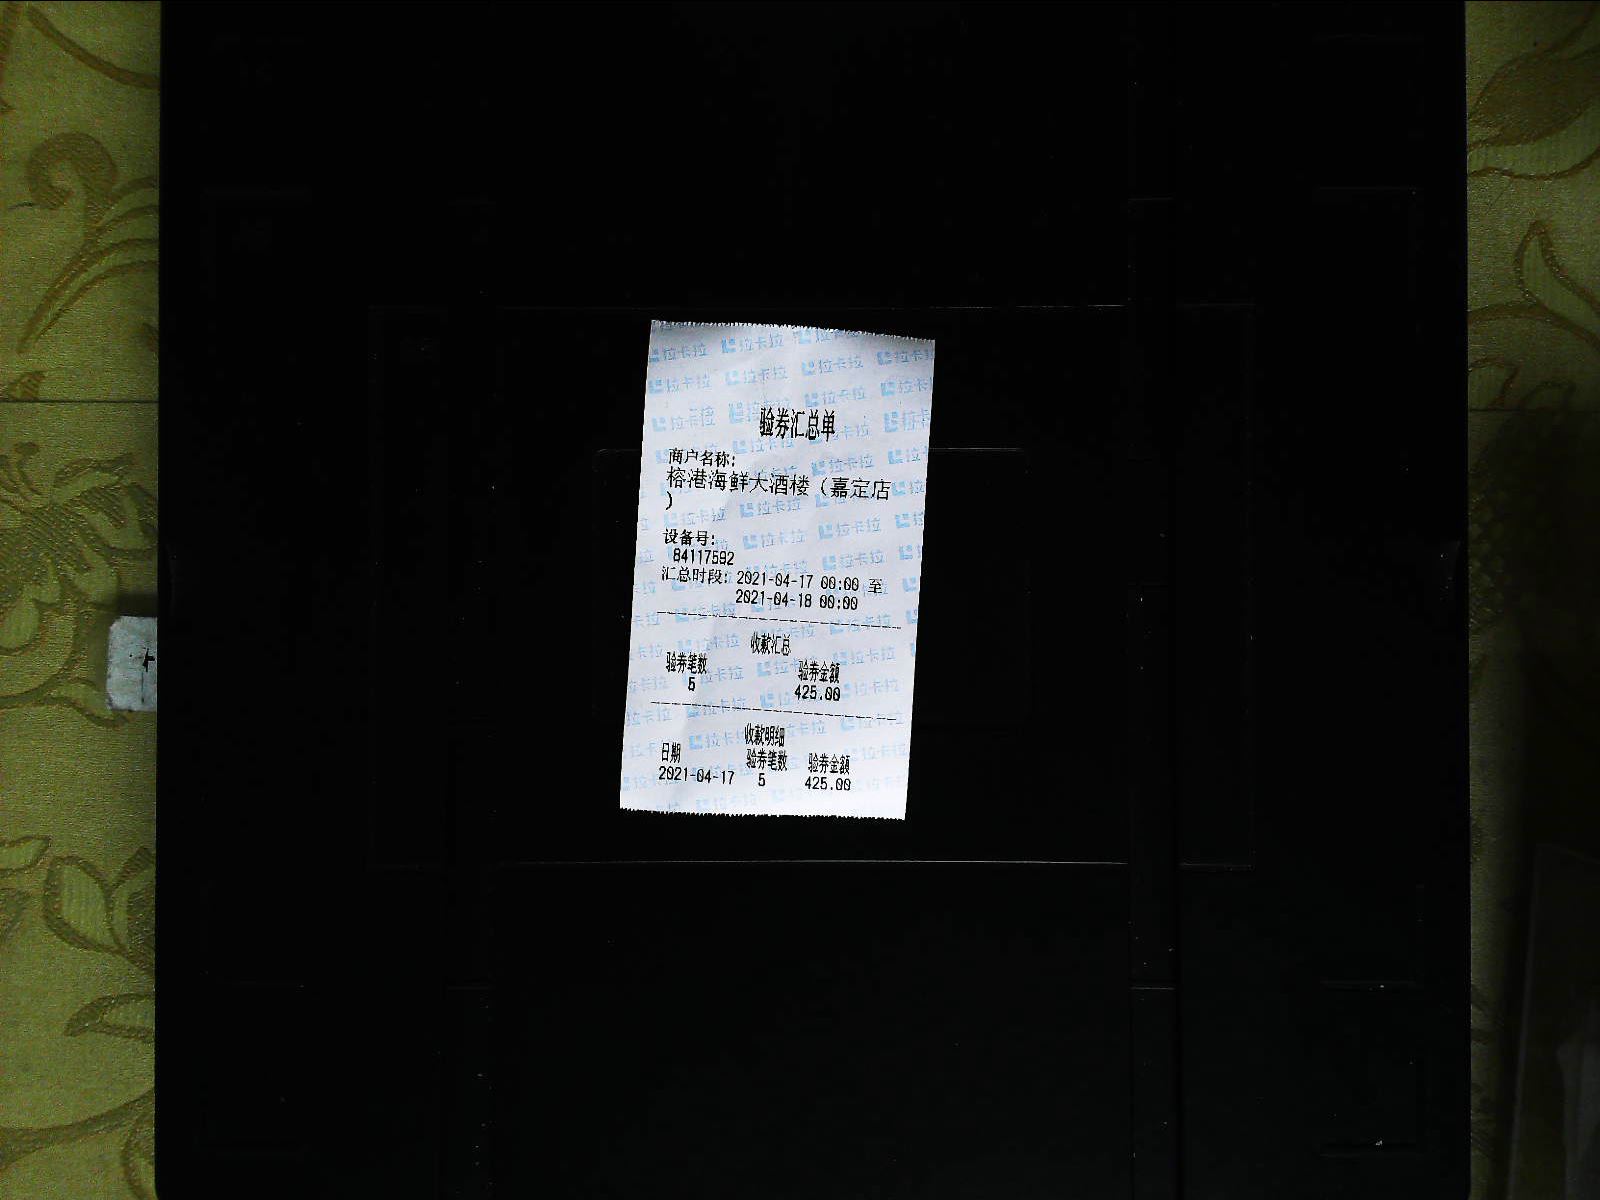 验券汇总单
商户名称:
榕港海鲜大酒楼（嘉定店
）
设备号:
84117592
汇总时段: 2021-04-17 00:00 至
2021-04-18 00:00
收款汇总
验券笔数 验券金额
5 425.00
收款明细
日期 验券笔数 验券金额
2021-04-17 5 425.00
拉卡拉